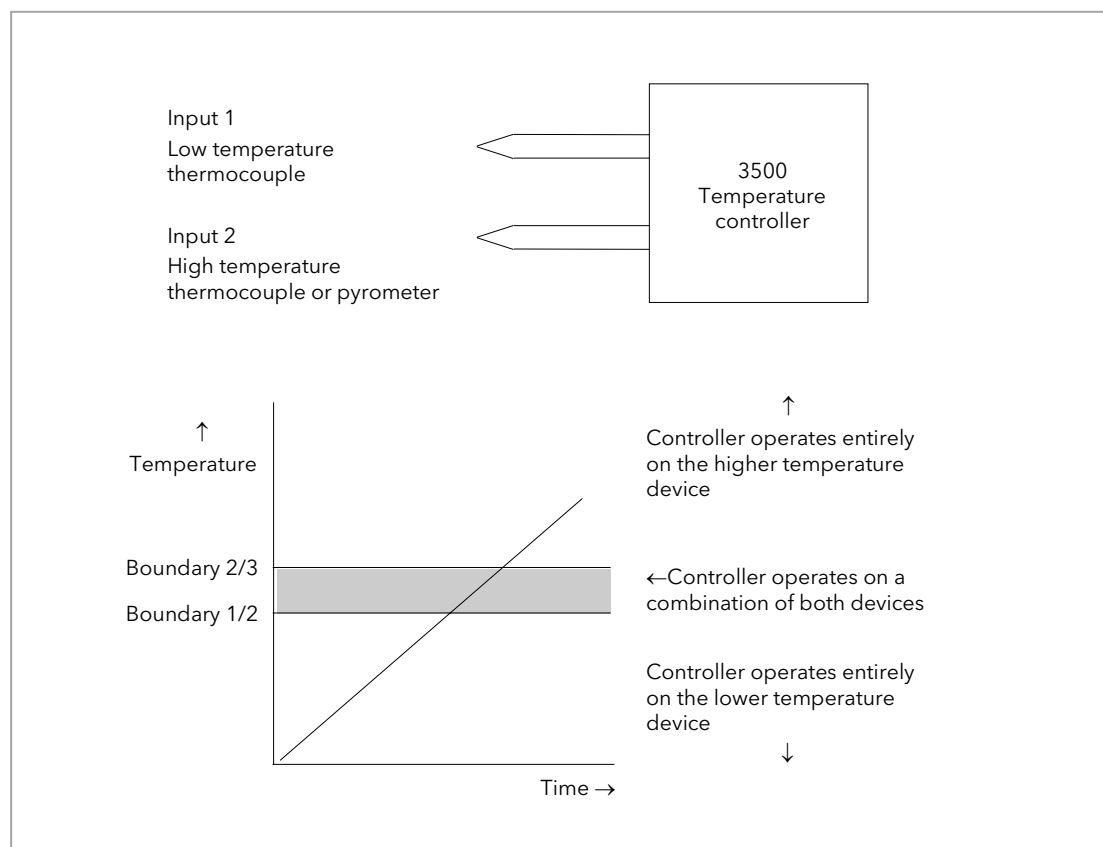 Input 1
Low temperature
thermocouple
Input 2
High temperature
thermocouple or pyrometer
3500
Temperature
controller
↑
Temperature
Boundary 2/3
Boundary 1/2
Time →
↑
Controller operates entirely
on the higher temperature
device
←Controller operates on a
combination of both devices
Controller operates entirely
on the lower temperature
device
↓